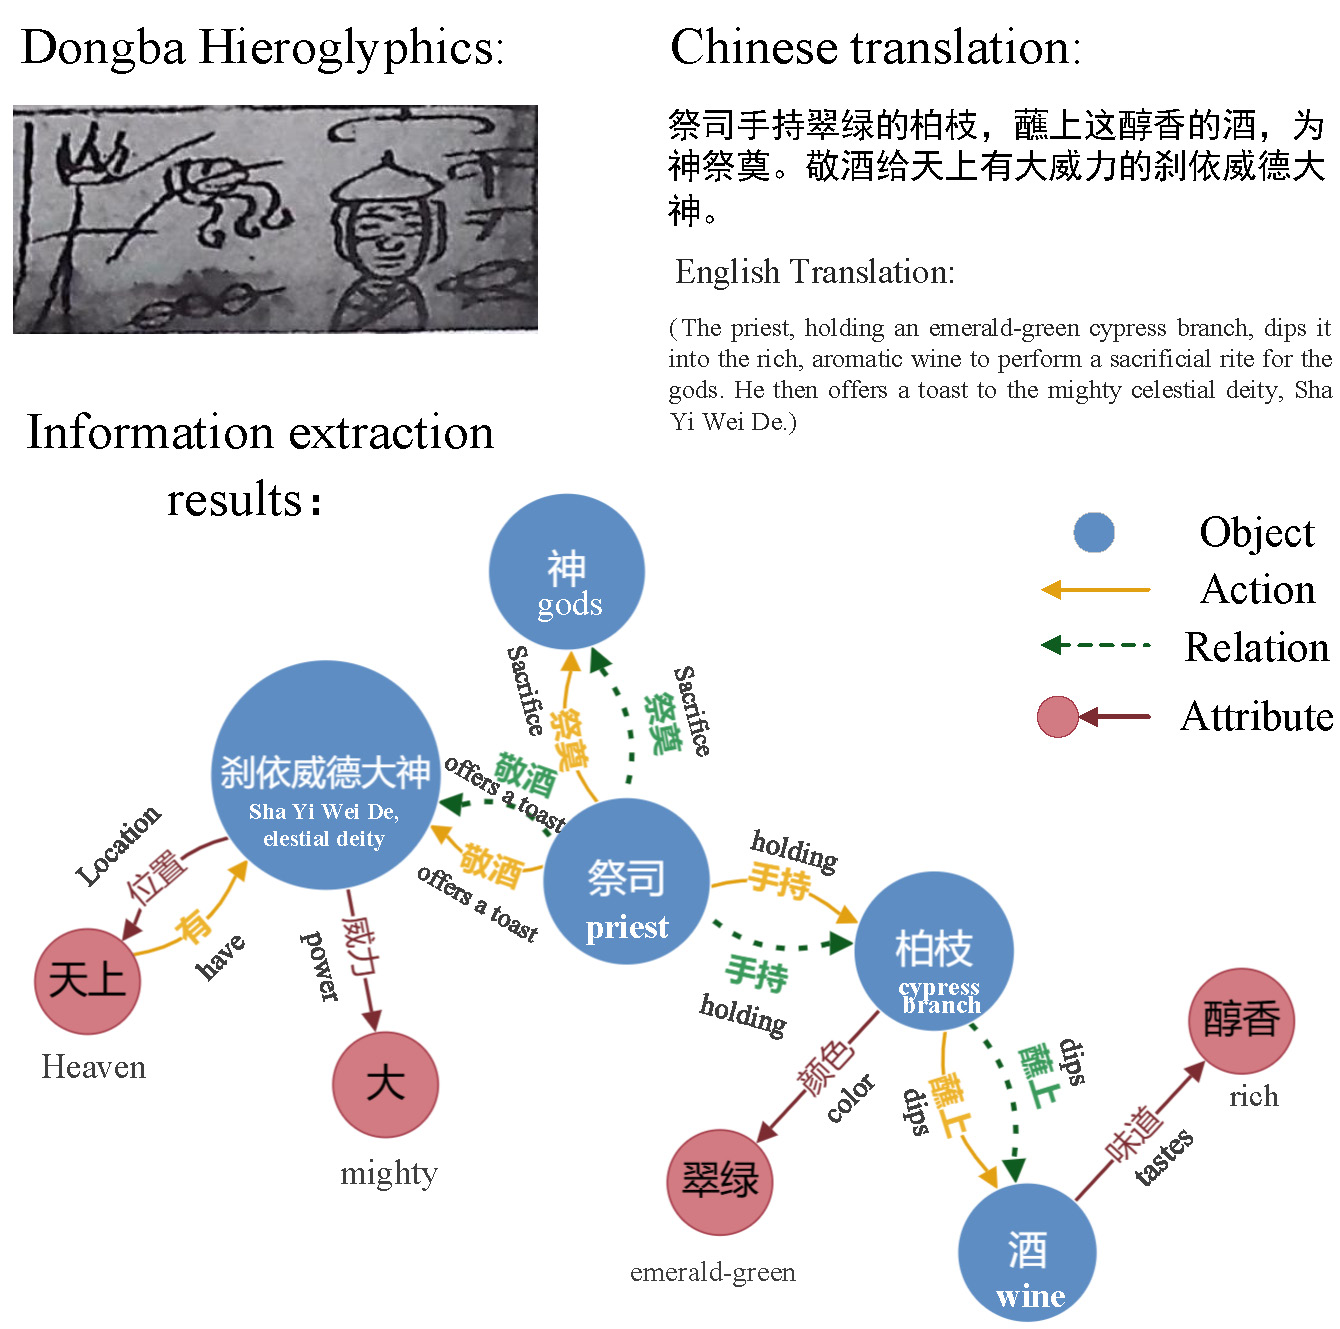 Dongba Hieroglyphics:
Chinese translation:
祭司手持翠绿的柏枝，蘸上这醇香的酒，为
神祭奠。敬酒给天上有大威力的刹依威德大
神。
English Translation:
(The priest, holding an emerald-green cypress branch, dips it
into the rich, aromatic wine to perform a sacrificial rite for the
gods. He then offers a toast to the mighty celestial deity, Sha
Yi Wei De.)
Information extraction
results：
Object
Action
Relation
Attribute
神
gods
Sacrifice
祭奠
祭奠
Sacrifice
刹依威德大神
Sha Yi Wei De,
elestial deity
敬酒
offers a toast
敬酒
offers a toast
祭司
priest
holding
手持
手持
holding
柏枝
cypress
branch
Location
位置
有
have
天上
Heaven
威力
power
大
mighty
颜色
color
翠绿
emerald-green
蘸上
dips
蘸上
dips
酒
wine
味道
tastes
醇香
rich